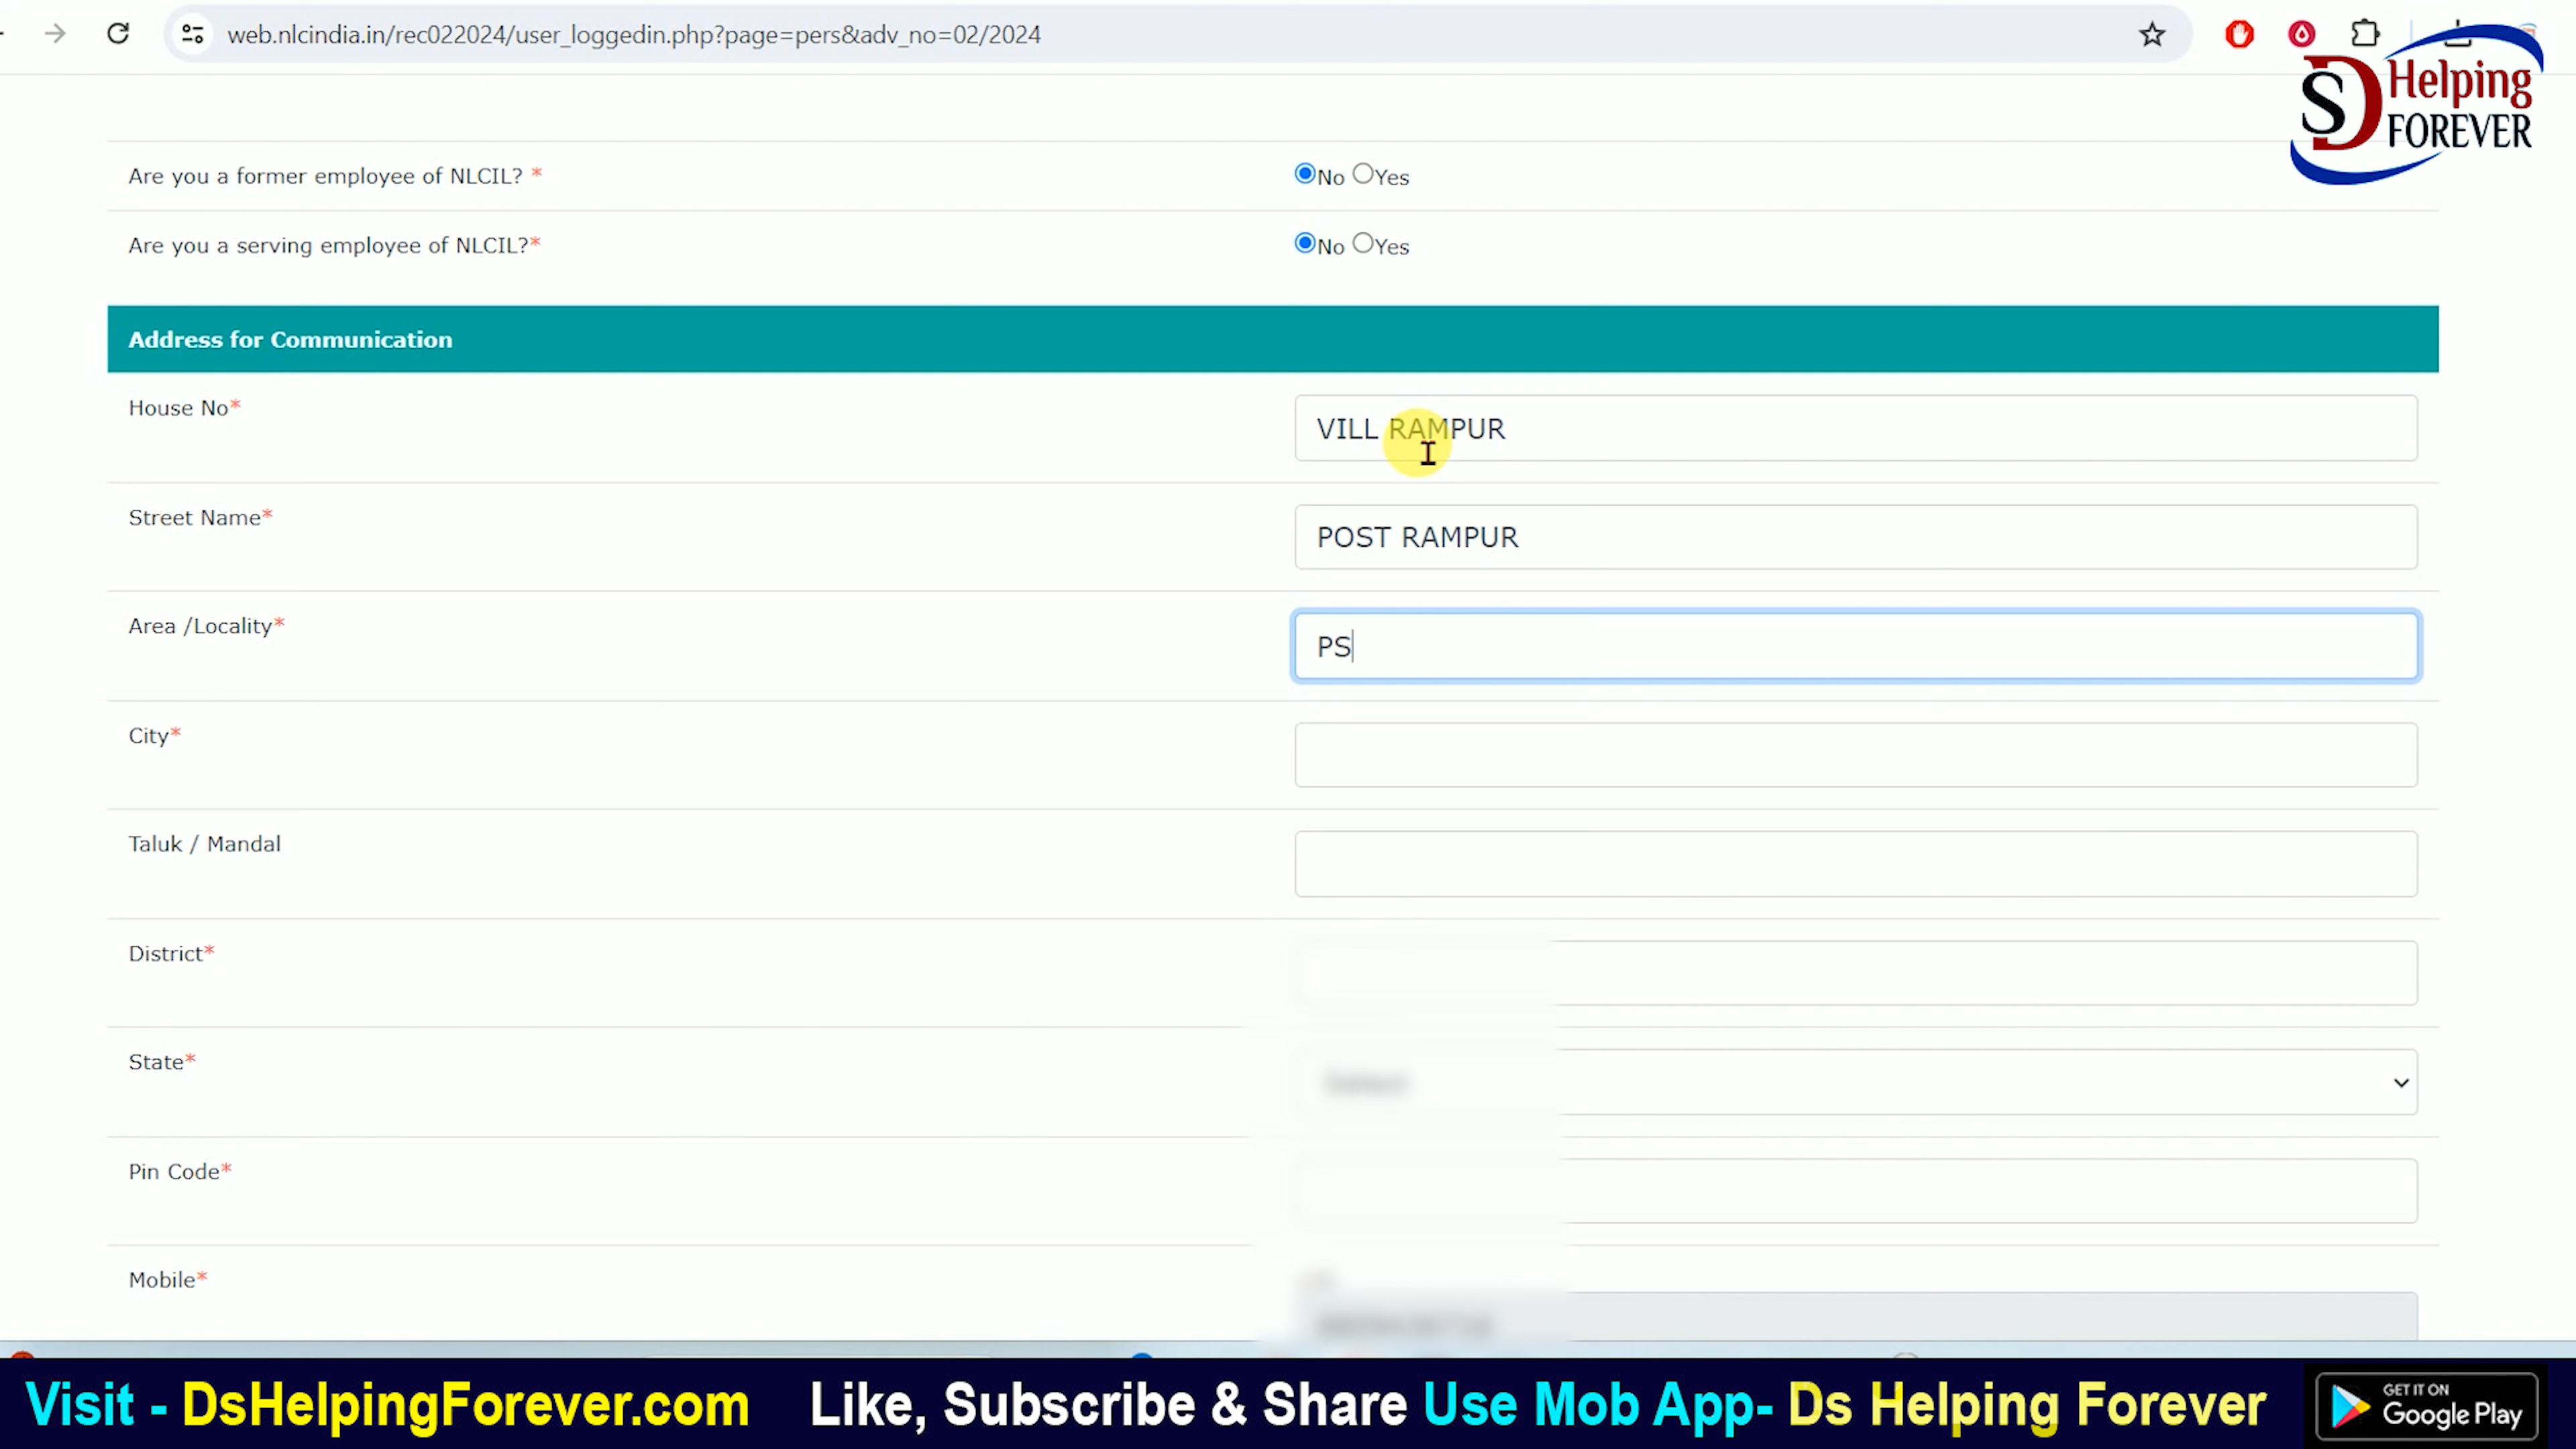 web.nlcindia.in/rec022024/user_loggedin.php?page=pers&adv_no=02/2024
SD Helping
FOREVER
Are you a former employee of NLCIL? *
No Yes
Are you a serving employee of NLCIL?*
No Yes
Address for Communication
House No*
VILL RAMPUR
Street Name*
POST RAMPUR
Area /Locality*
PS
City*
Taluk / Mandal
District*
State*
Select
Pin Code*
Mobile*
Visit - DsHelpingForever.com Like, Subscribe & Share Use Mob App- Ds Helping Forever
GET IT ON
Google Play